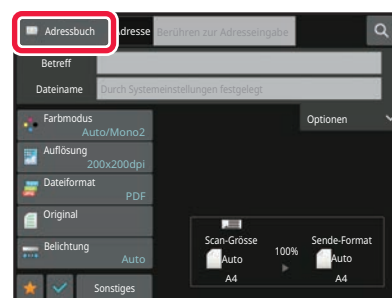 Adressbuch
Adresse Berühren zur Adresseingabe
Betreff
Dateiname Durch Systemeinstellungen festgelegt
Farbmodus
Auto/Mono2
Optionen
Auflösung
200x200dpi
Dateiformat
PDF
Original
Belichtung
Auto
Scan-Grösse 100% Sende-Format
Auto Auto
A4 A4
Sonstiges